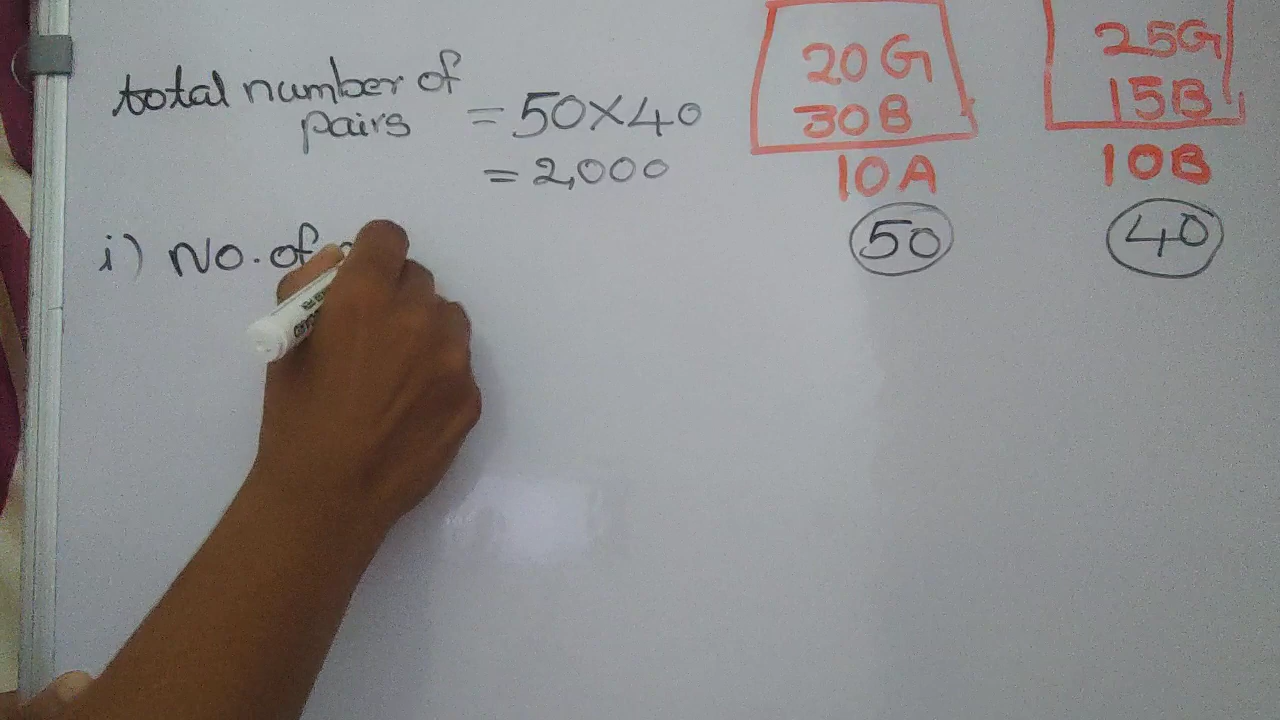 total number of
pairs
= 50×40
= 2,000
i) No. of
20G
30B
10A
50
25G
15B
10B
40